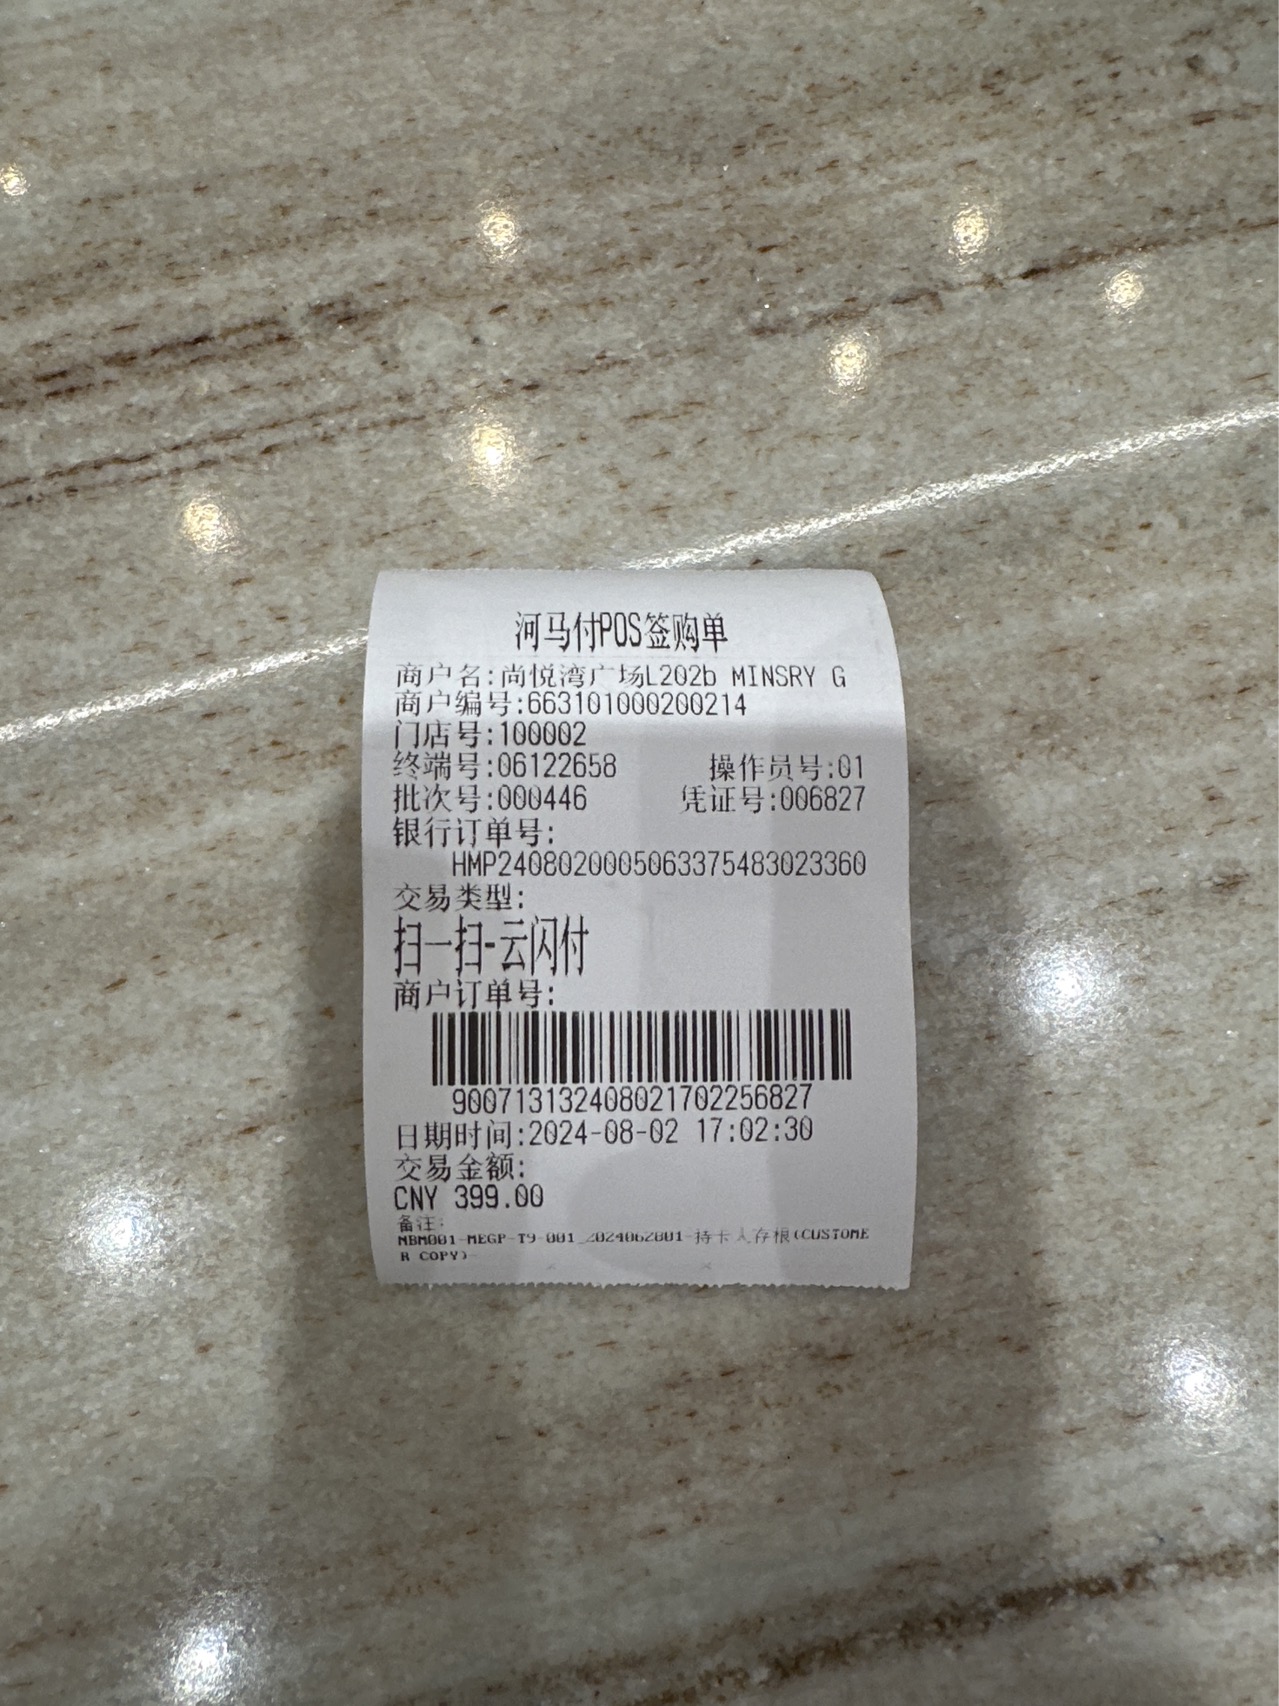 河马付POS签购单
商户名:尚悦湾广场L202b MINSRY G
商户编号:663101000200214
门店号:100002
终端号:06122658 操作员号:01
批次号:000446 凭证号:006827
银行订单号:
HMP2408020005063375483023360
交易类型:
扫一扫-云闪付
商户订单号:
900713132408021702256827
日期时间:2024-08-02 17:02:30
交易金额:
CNY 399.00
备注:
NBM001-MEGP-T9-001_2024062801-持卡人存根(CUSTOME
R COPY)-